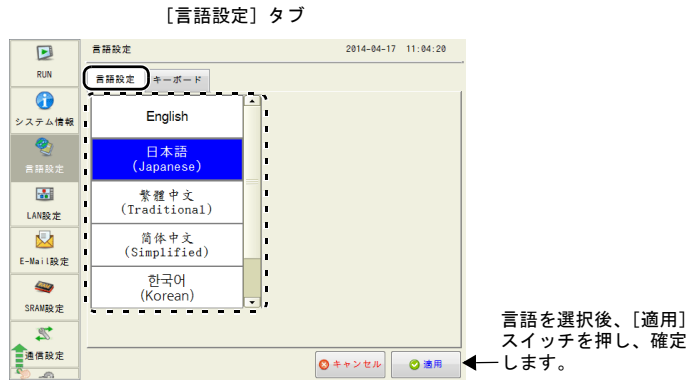 [言語設定] タブ
言語設定
2014-04-17 11:04:20
RUN
システム情報
言語設定
LAN設定
E-Mail設定
SRAM設定
通信設定
言語設定
キーボード
English
日本語
(Japanese)
繁體中文
(Traditional)
简体中文
(Simplified)
한국어
(Korean)
キャンセル
適用
言語を選択後、[適用]
スイッチを押し、確定
します。